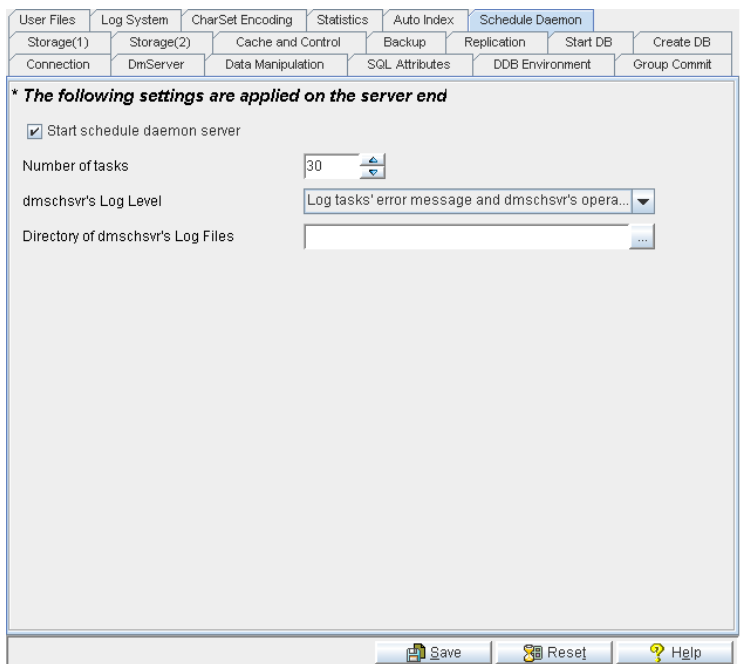 User Files Log System CharSet Encoding Statistics Auto Index Schedule Daemon
Storage(1) Storage(2) Cache and Control Backup Replication Start DB Create DB
Connection DmServer Data Manipulation SQL Attributes DDB Environment Group Commit
* The following settings are applied on the server end
Start schedule daemon server
Number of tasks 30
dmschsvr's Log Level Log tasks' error message and dmschsvr's opera...
Directory of dmschsvr's Log Files ...
Save Reset Help